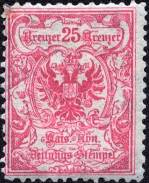 Kreuzer 25 Kreuzer
Kais. Kön.
Zeitungs-Stempel